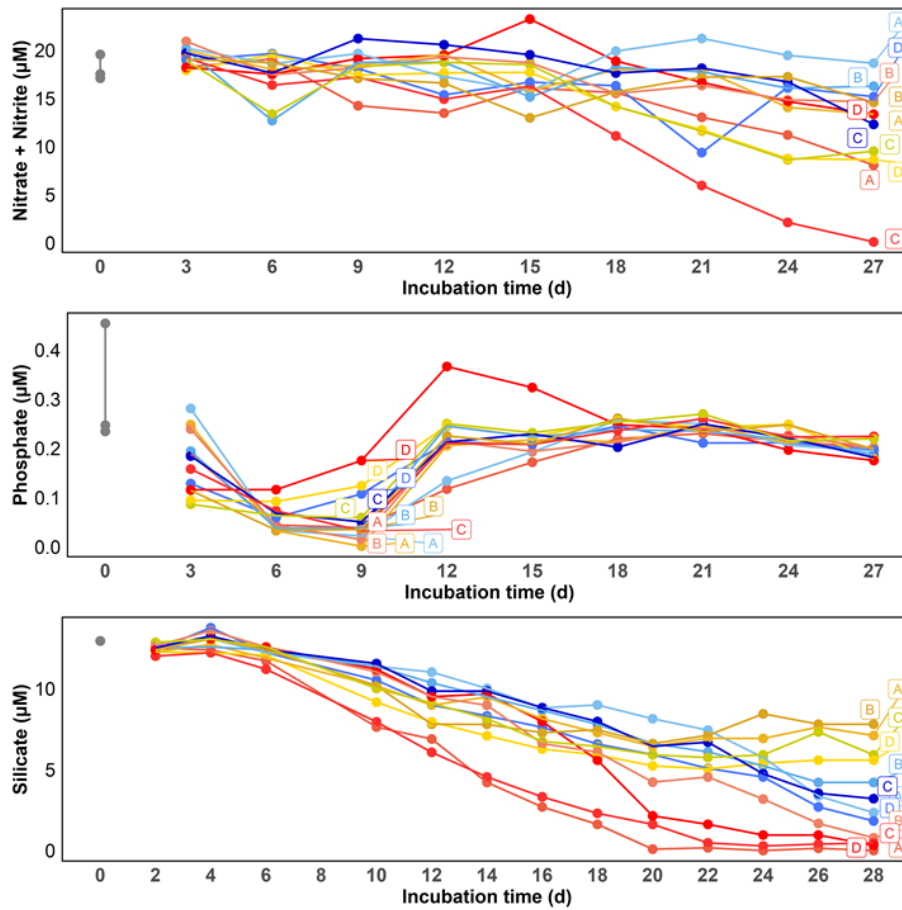 Nitrate + Nitrite (µM)
20
15
10
5
0
A
D
B
B
B
D
A
C
C
D
A
C
0 3 6 9 12 15 18 21 24 27
Incubation time (d)
Phosphate (µM)
0.4
0.3
0.2
0.1
0.0
D
D
D
C
C
B
A
B
C
B
A
A
0 3 6 9 12 15 18 21 24 27
Incubation time (d)
Silicate (µM)
10
5
0
A
B
C
D
B
C
A
D
B
C
D
A
0 2 4 6 8 10 12 14 16 18 20 22 24 26 28
Incubation time (d)